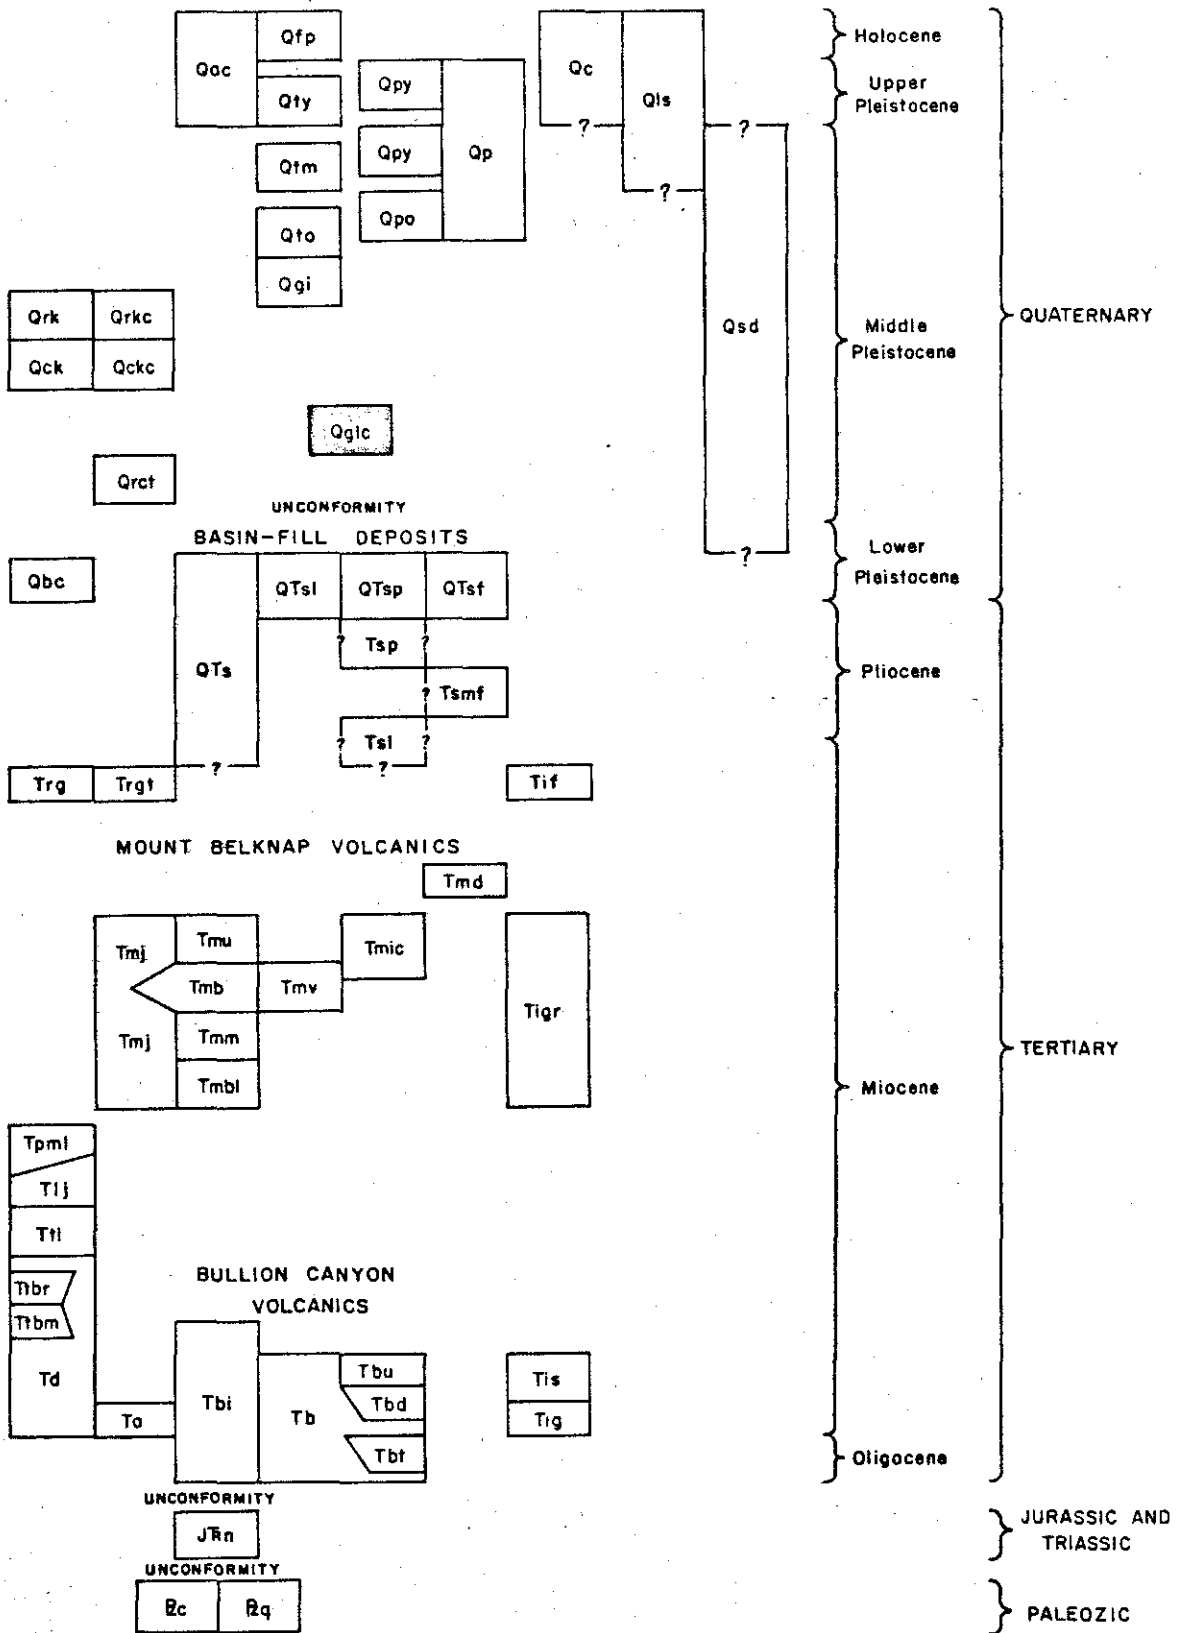 Qac
Qfp
Qty
Qpy
Qp
Qc
Qls
?
?
Holocene
Upper
Pleistocene
Qtm
Qpy
?
Qto
Qpo
Qgi
Qrk
Qrkc
Qck
Qckc
Qsd
Middle
Pleistocene
QUATERNARY
Qglc
Qrct
UNCONFORMITY
BASIN-FILL DEPOSITS
?
Lower
Pleistocene
Qbc
QTs
QTsl
QTsp
QTsf
? Tsp ?
? Tsmf
? Tsl ?
?
?
Pliocene
Trg
Trgt
Tif
MOUNT BELKNAP VOLCANICS
Tmd
Tmj
Tmu
Tmic
Tmb
Tmv
Tigr
Tmj
Tmm
Tmbl
Miocene
TERTIARY
Tpml
Tlj
Ttl
BULLION CANYON
VOLCANICS
Ttbr
Ttbm
Td
Ta
Tbi
Tb
Tbu
Tbd
Tbt
Tis
Tig
Oligocene
UNCONFORMITY
JTRn
JURASSIC AND
TRIASSIC
UNCONFORMITY
PALEOZIC